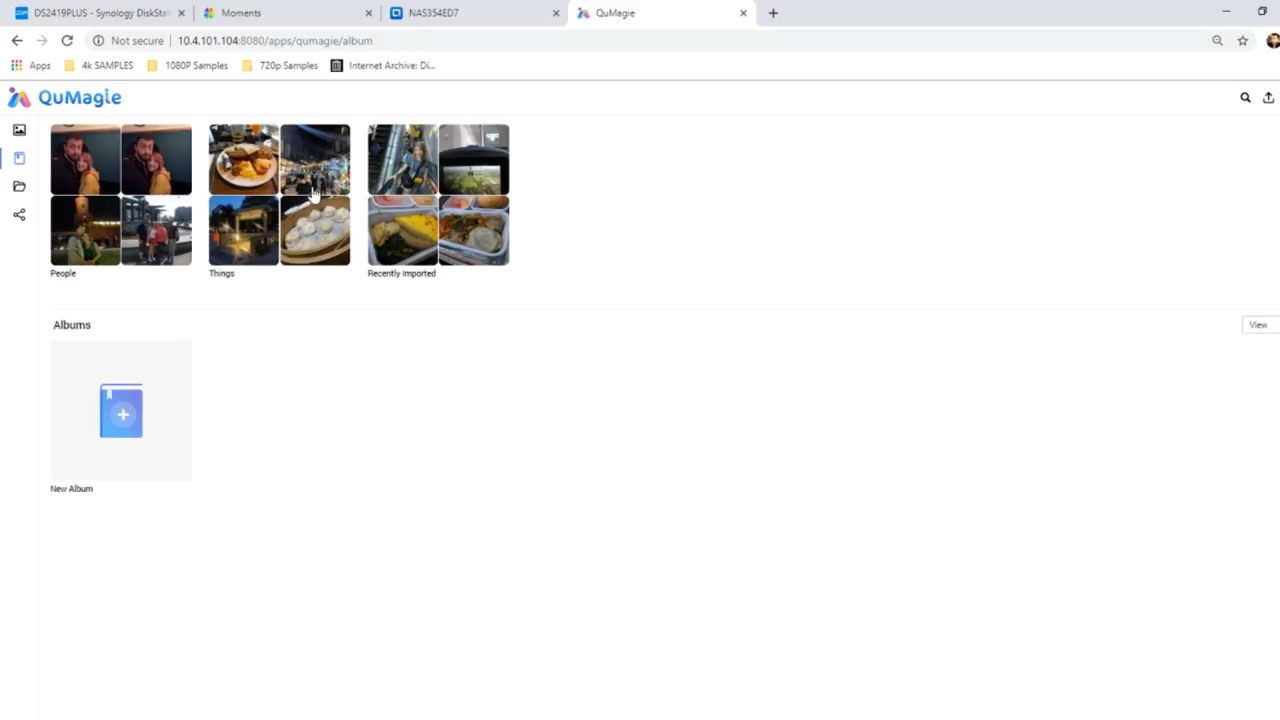 DS2419PLUS - Synology DiskSta
Moments
NAS354ED7
QuMagie
Not secure
10.4.101.104:8080/apps/qumagie/album
Apps
4k SAMPLES
1080P Samples
720p Samples
Internet Archive: Di...
QuMagie
People
Things
Recently Imported
Albums
View
New Album